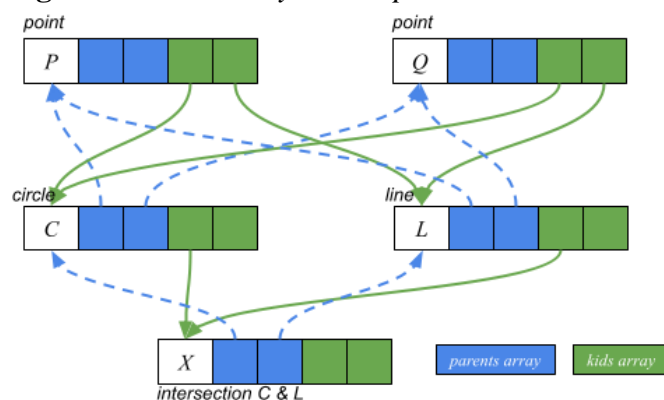 point
point
P
Q
circle
line
C
L
X
parents array
kids array
intersection C & L